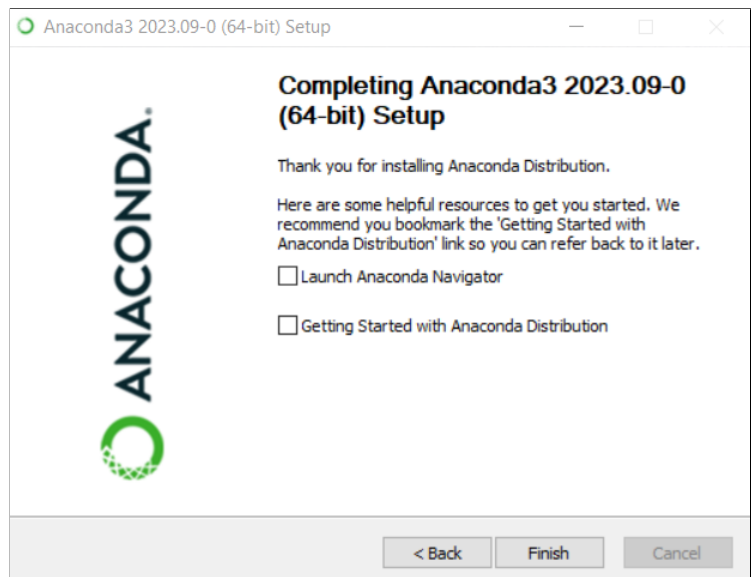 Anaconda3 2023.09-0 (64-bit) Setup
ANACONDA.
Completing Anaconda3 2023.09-0
(64-bit) Setup
Thank you for installing Anaconda Distribution.
Here are some helpful resources to get you started. We
recommend you bookmark the 'Getting Started with
Anaconda Distribution' link so you can refer back to it later.
Launch Anaconda Navigator
Getting Started with Anaconda Distribution
< Back Finish Cancel